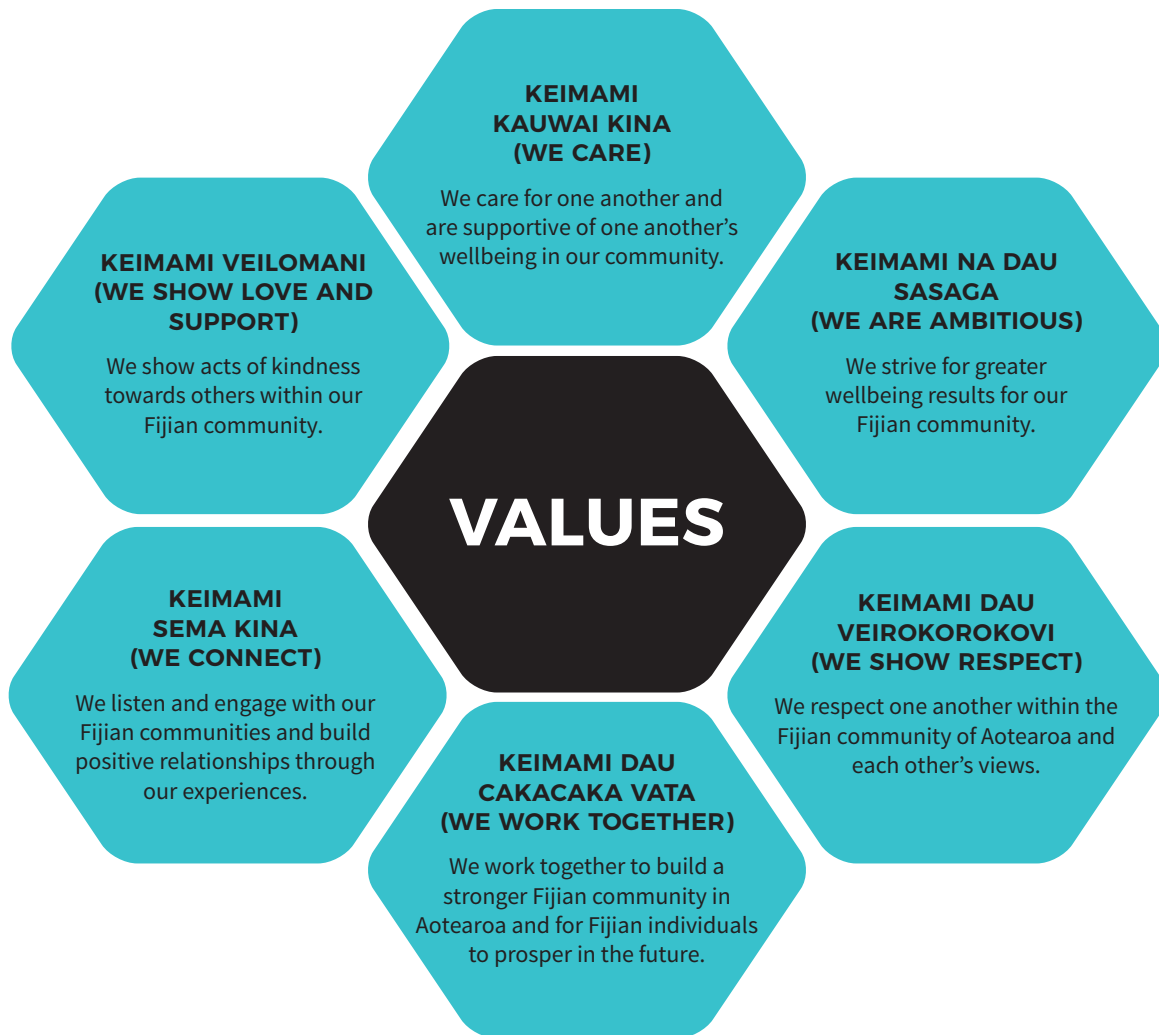 KEIMAMI
KAUWAI KINA
(WE CARE)
We care for one another and
are supportive of one another’s
wellbeing in our community.
KEIMAMI VEILOMANI
(WE SHOW LOVE AND
SUPPORT)
We show acts of kindness
towards others within our
Fijian community.
KEIMAMI NA DAU
SASAGA
(WE ARE AMBITIOUS)
We strive for greater
wellbeing results for our
Fijian community.
VALUES
KEIMAMI
SEMA KINA
(WE CONNECT)
We listen and engage with our
Fijian communities and build
positive relationships through
our experiences.
KEIMAMI DAU
VEIROKOROKOVI
(WE SHOW RESPECT)
We respect one another within the
Fijian community of Aotearoa and
each other’s views.
KEIMAMI DAU
CAKACAKA VATA
(WE WORK TOGETHER)
We work together to build a
stronger Fijian community in
Aotearoa and for Fijian individuals
to prosper in the future.